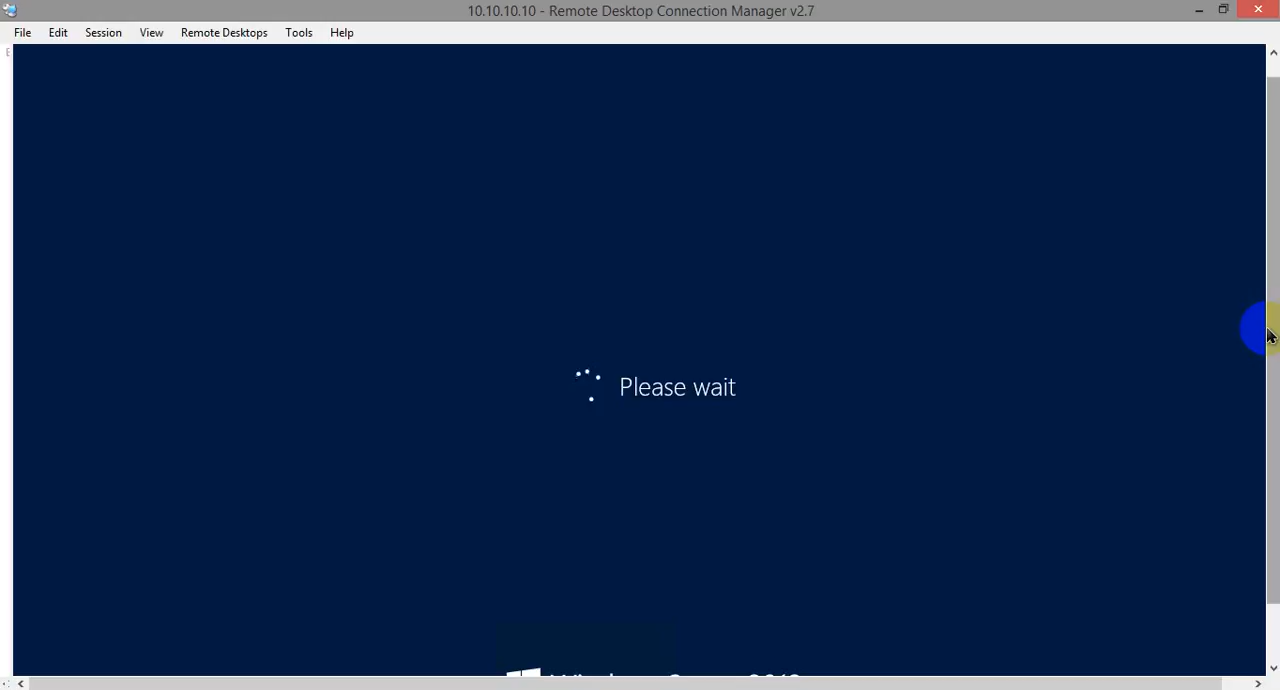 10.10.10.10 - Remote Desktop Connection Manager v2.7
File Edit Session View Remote Desktops Tools Help
Please wait